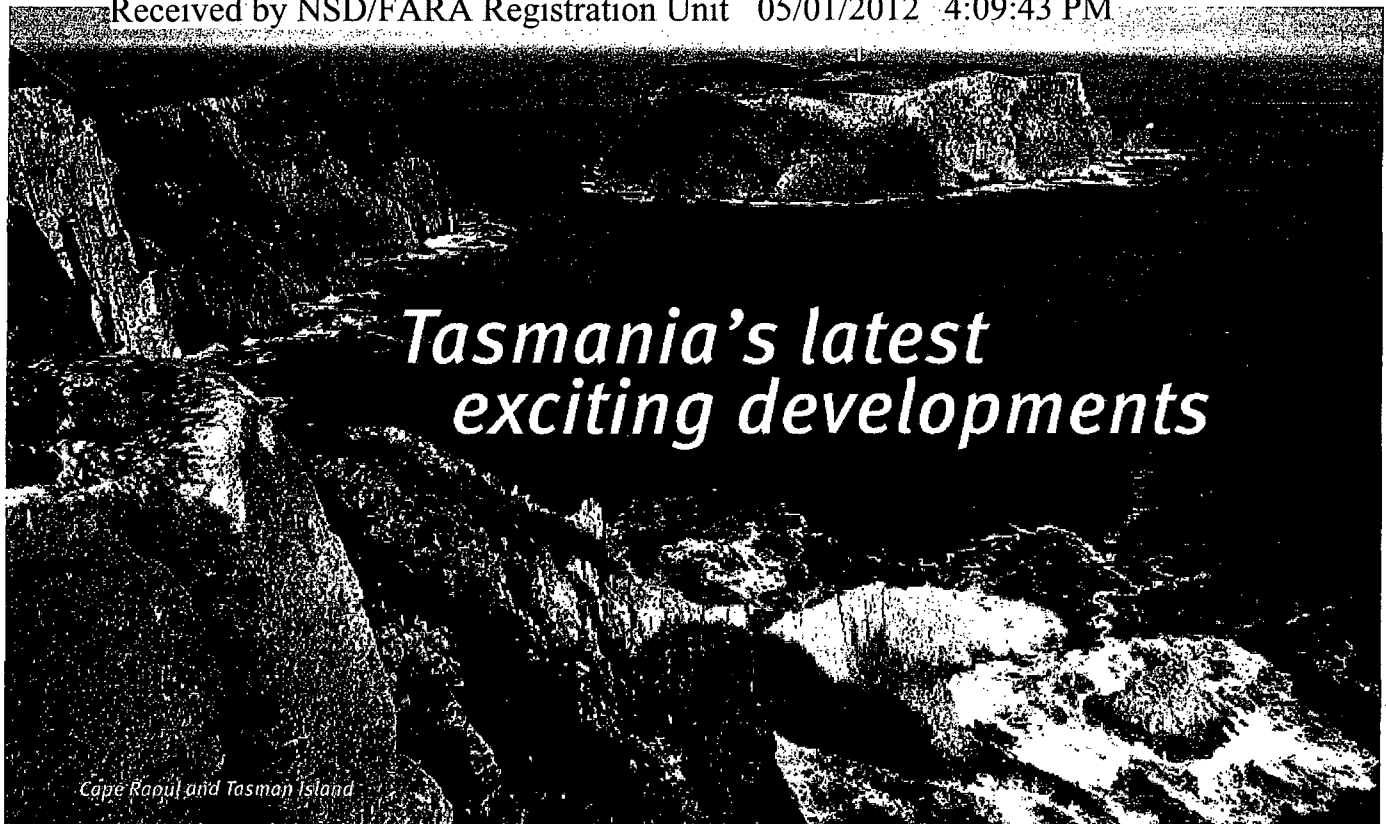 Received by NSD/FARA Registration Unit 05/01/2012 4:09:43 PM
Tasmania's latest
exciting developments
Cape Raoul and Tasman Island